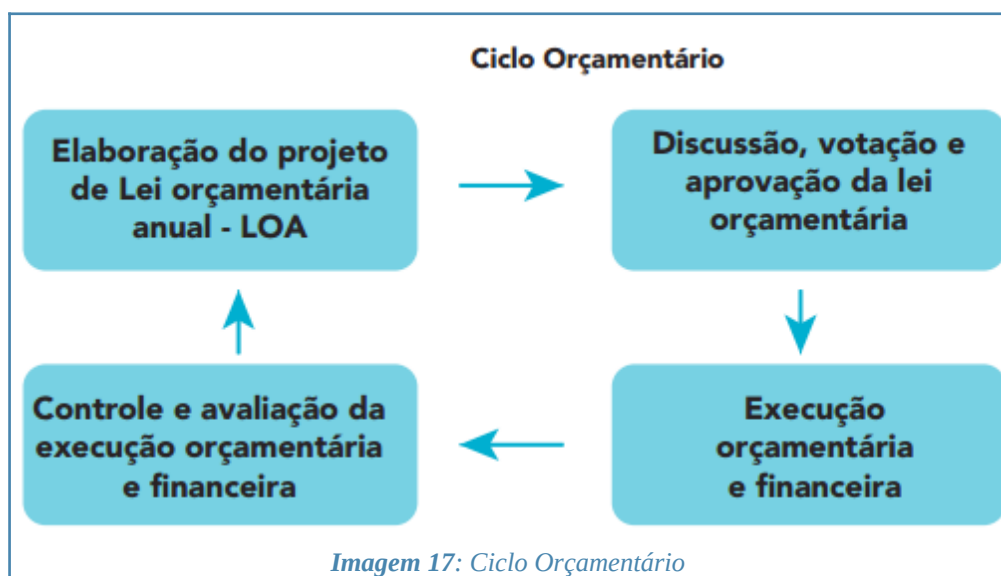 Ciclo Orçamentário
Elaboração do projeto
de Lei orçamentária
anual - LOA
Discussão, votação e
aprovação da lei
orçamentária
Controle e avaliação da
execução orçamentária
e financeira
Execução
orçamentária
e financeira
Imagem 17: Ciclo Orçamentário